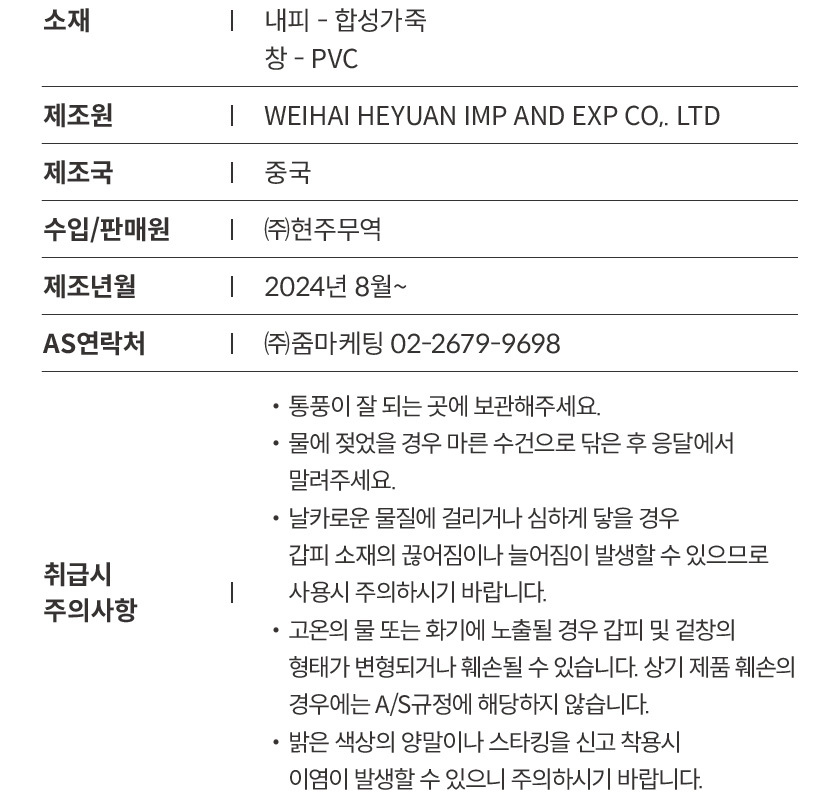 소재 | 내피 - 합성가죽
창 - PVC
제조원 | WEIHAI HEYUAN IMP AND EXP CO,. LTD
제조국 | 중국
수입/판매원 | ㈜현주무역
제조년월 | 2024년 8월~
AS연락처 | ㈜줌마케팅 02-2679-9698
취급시
주의사항 |
• 통풍이 잘 되는 곳에 보관해주세요.
• 물에 젖었을 경우 마른 수건으로 닦은 후 응달에서
말려주세요.
• 날카로운 물질에 걸리거나 심하게 닿을 경우
갑피 소재의 끊어짐이나 늘어짐이 발생할 수 있으므로
사용시 주의하시기 바랍니다.
• 고온의 물 또는 화기에 노출될 경우 갑피 및 겉창의
형태가 변형되거나 훼손될 수 있습니다. 상기 제품 훼손의
경우에는 A/S규정에 해당하지 않습니다.
• 밝은 색상의 양말이나 스타킹을 신고 착용시
이염이 발생할 수 있으니 주의하시기 바랍니다.